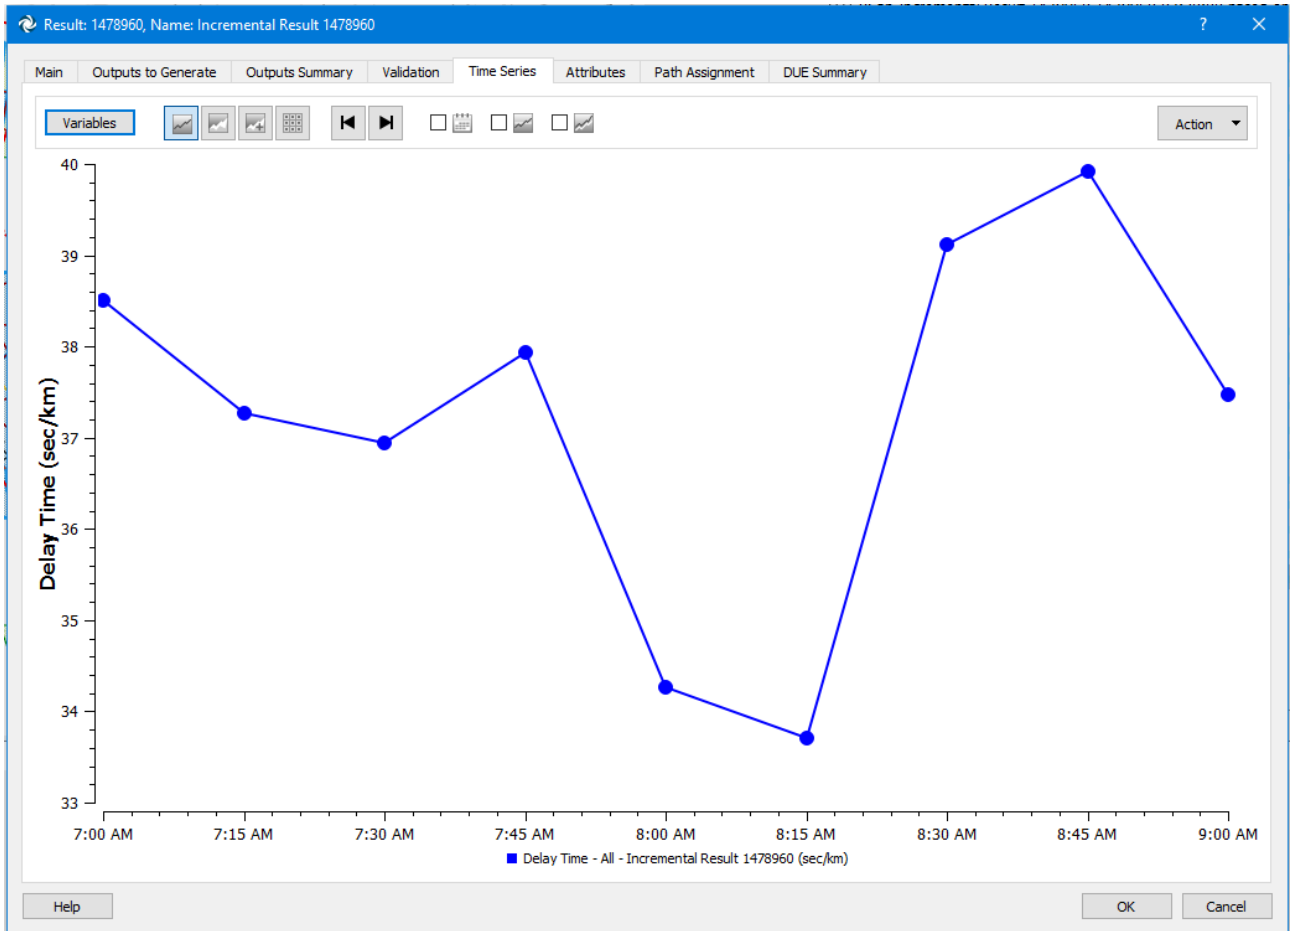 Result: 1478960, Name: Incremental Result 1478960
?
Main Outputs to Generate Outputs Summary Validation Time Series Attributes Path Assignment DUE Summary
Variables Action
40
39
38
37
36
35
34
33
Delay Time (sec/km)
7:00 AM 7:15 AM 7:30 AM 7:45 AM 8:00 AM 8:15 AM 8:30 AM 8:45 AM 9:00 AM
Delay Time - All - Incremental Result 1478960 (sec/km)
Help OK Cancel